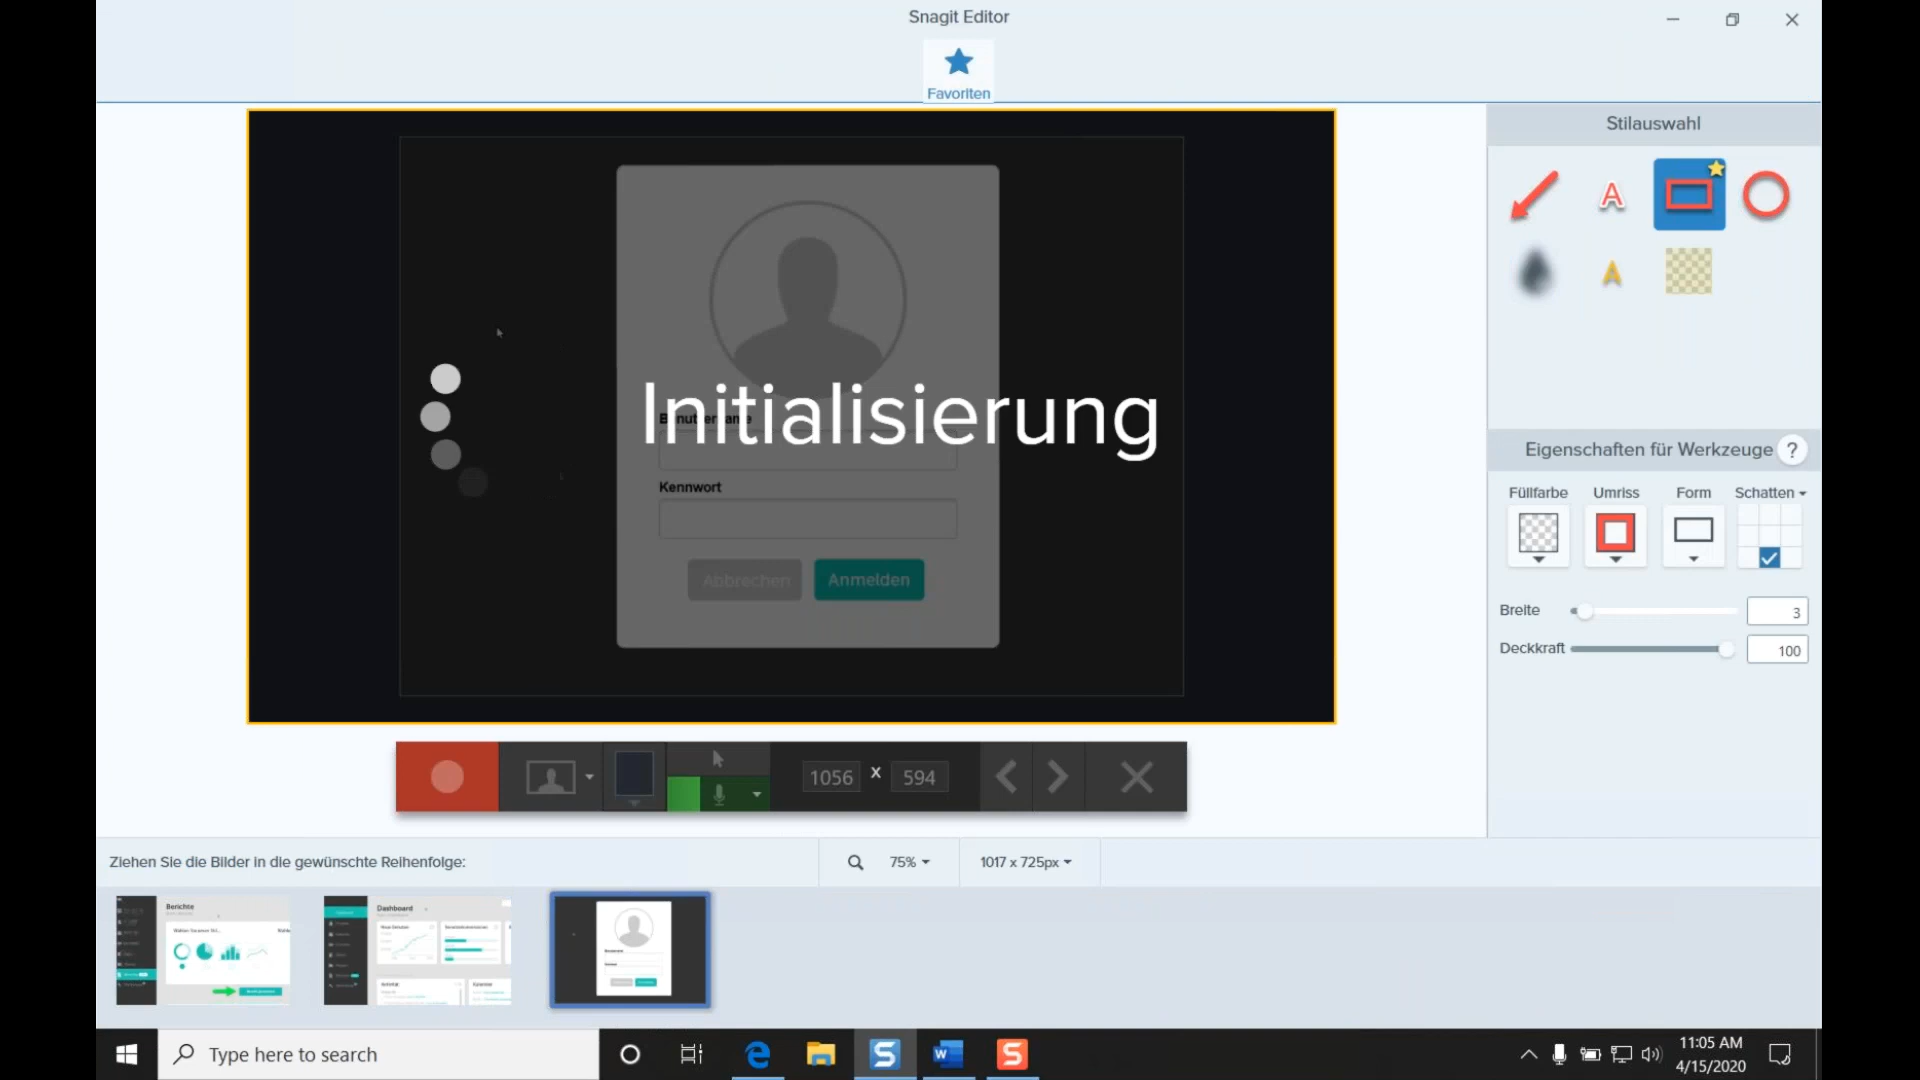 Snagit Editor
Favoriten
Stilauswahl
A
A
Initialisierung
Kennwort
Abbrechen
Anmelden
Eigenschaften für Werkzeuge ?
Füllfarbe Umriss Form Schatten
Breite 3
Deckkraft 100
1056 x 594
Ziehen Sie die Bilder in die gewünschte Reihenfolge:
75%
1017 x 725px
Berichte
Dashboard
Type here to search
11:05 AM
4/15/2020